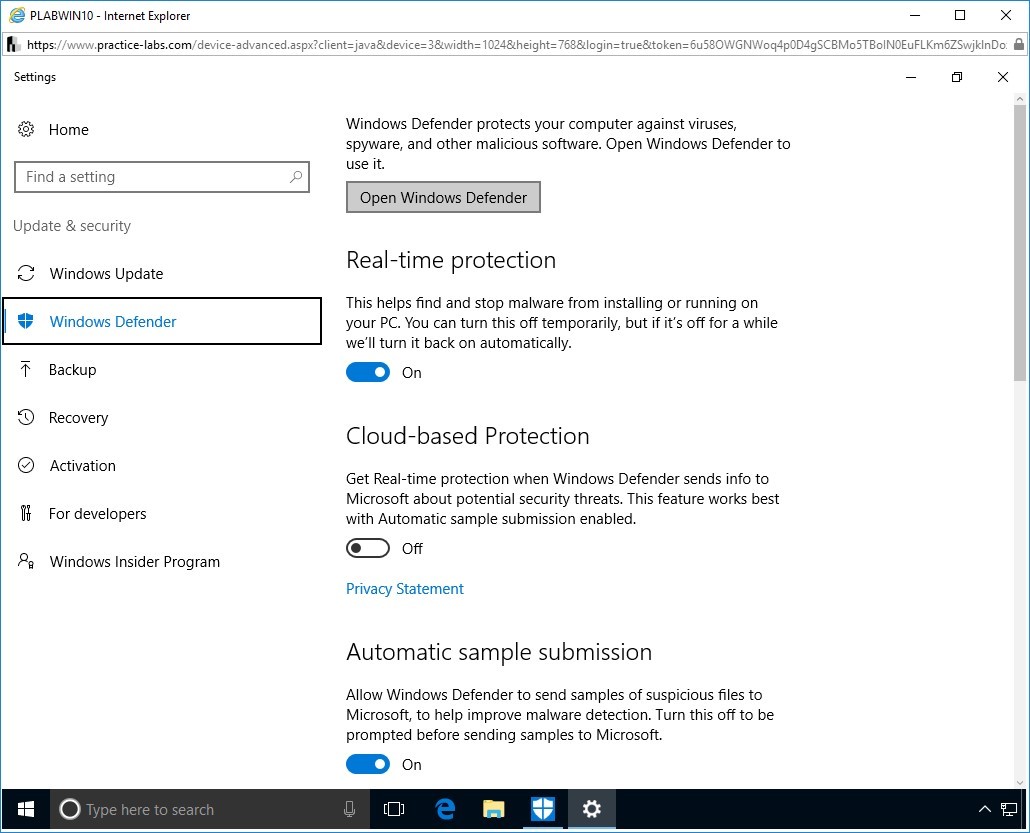 PLABWIN10 - Internet Explorer
https://www.practice-labs.com/device-advanced.aspx?client=java&device=3&width=1024&height=768&login=true&token=6u58OWGNWoq4p0D4gSCBMo5TBoIN0EuFLKm6ZSwjkInDo
Settings
Home
Find a setting
Update & security
Windows Update
Windows Defender
Backup
Recovery
Activation
For developers
Windows Insider Program
Windows Defender protects your computer against viruses,
spyware, and other malicious software. Open Windows Defender to
use it.
Open Windows Defender
Real-time protection
This helps find and stop malware from installing or running on
your PC. You can turn this off temporarily, but if it's off for a while
we'll turn it back on automatically.
On
Cloud-based Protection
Get Real-time protection when Windows Defender sends info to
Microsoft about potential security threats. This feature works best
with Automatic sample submission enabled.
Off
Privacy Statement
Automatic sample submission
Allow Windows Defender to send samples of suspicious files to
Microsoft, to help improve malware detection. Turn this off to be
prompted before sending samples to Microsoft.
On
Type here to search